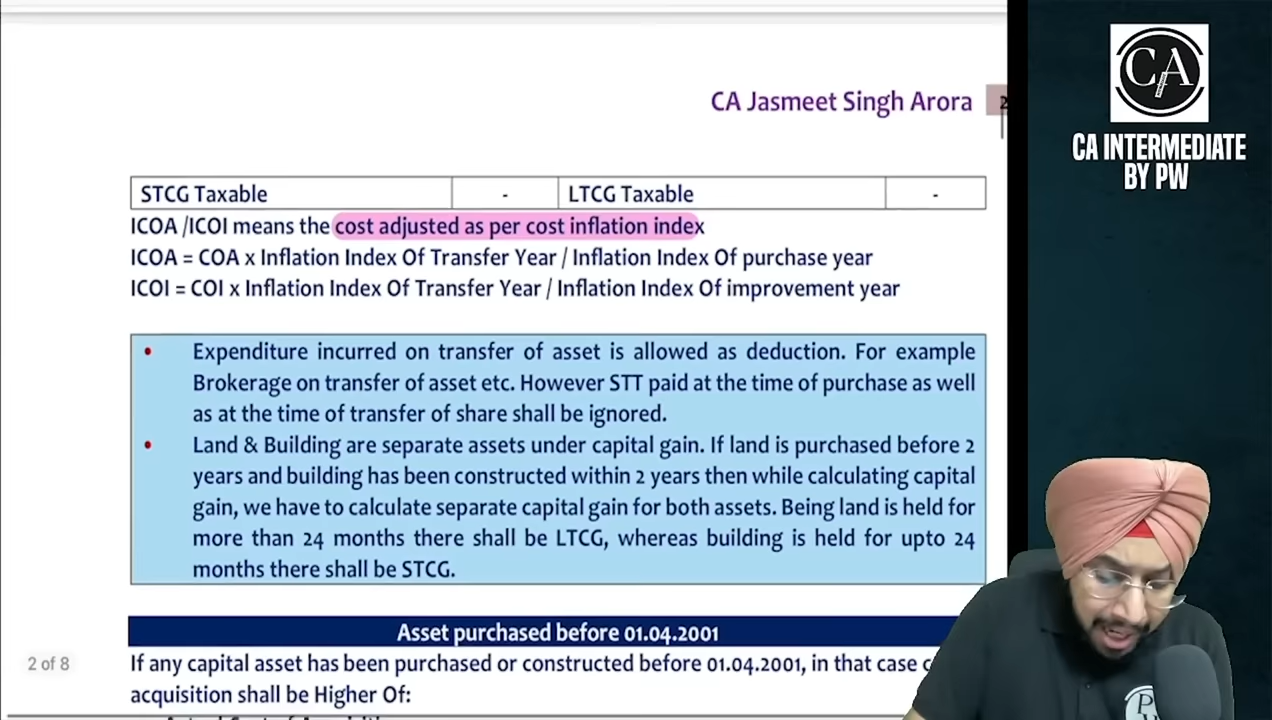 CA Jasmeet Singh Arora
2
CA
CA INTERMEDIATE
BY PW
STCG Taxable - LTCG Taxable -
ICOA /ICOI means the cost adjusted as per cost inflation index
ICOA = COA x Inflation Index Of Transfer Year / Inflation Index Of purchase year
ICOI = COI x Inflation Index Of Transfer Year / Inflation Index Of improvement year
• Expenditure incurred on transfer of asset is allowed as deduction. For example
Brokerage on transfer of asset etc. However STT paid at the time of purchase as well
as at the time of transfer of share shall be ignored.
• Land & Building are separate assets under capital gain. If land is purchased before 2
years and building has been constructed within 2 years then while calculating capital
gain, we have to calculate separate capital gain for both assets. Being land is held for
more than 24 months there shall be LTCG, whereas building is held for upto 24
months there shall be STCG.
Asset purchased before 01.04.2001
2 of 8
If any capital asset has been purchased or constructed before 01.04.2001, in that case
acquisition shall be Higher Of: